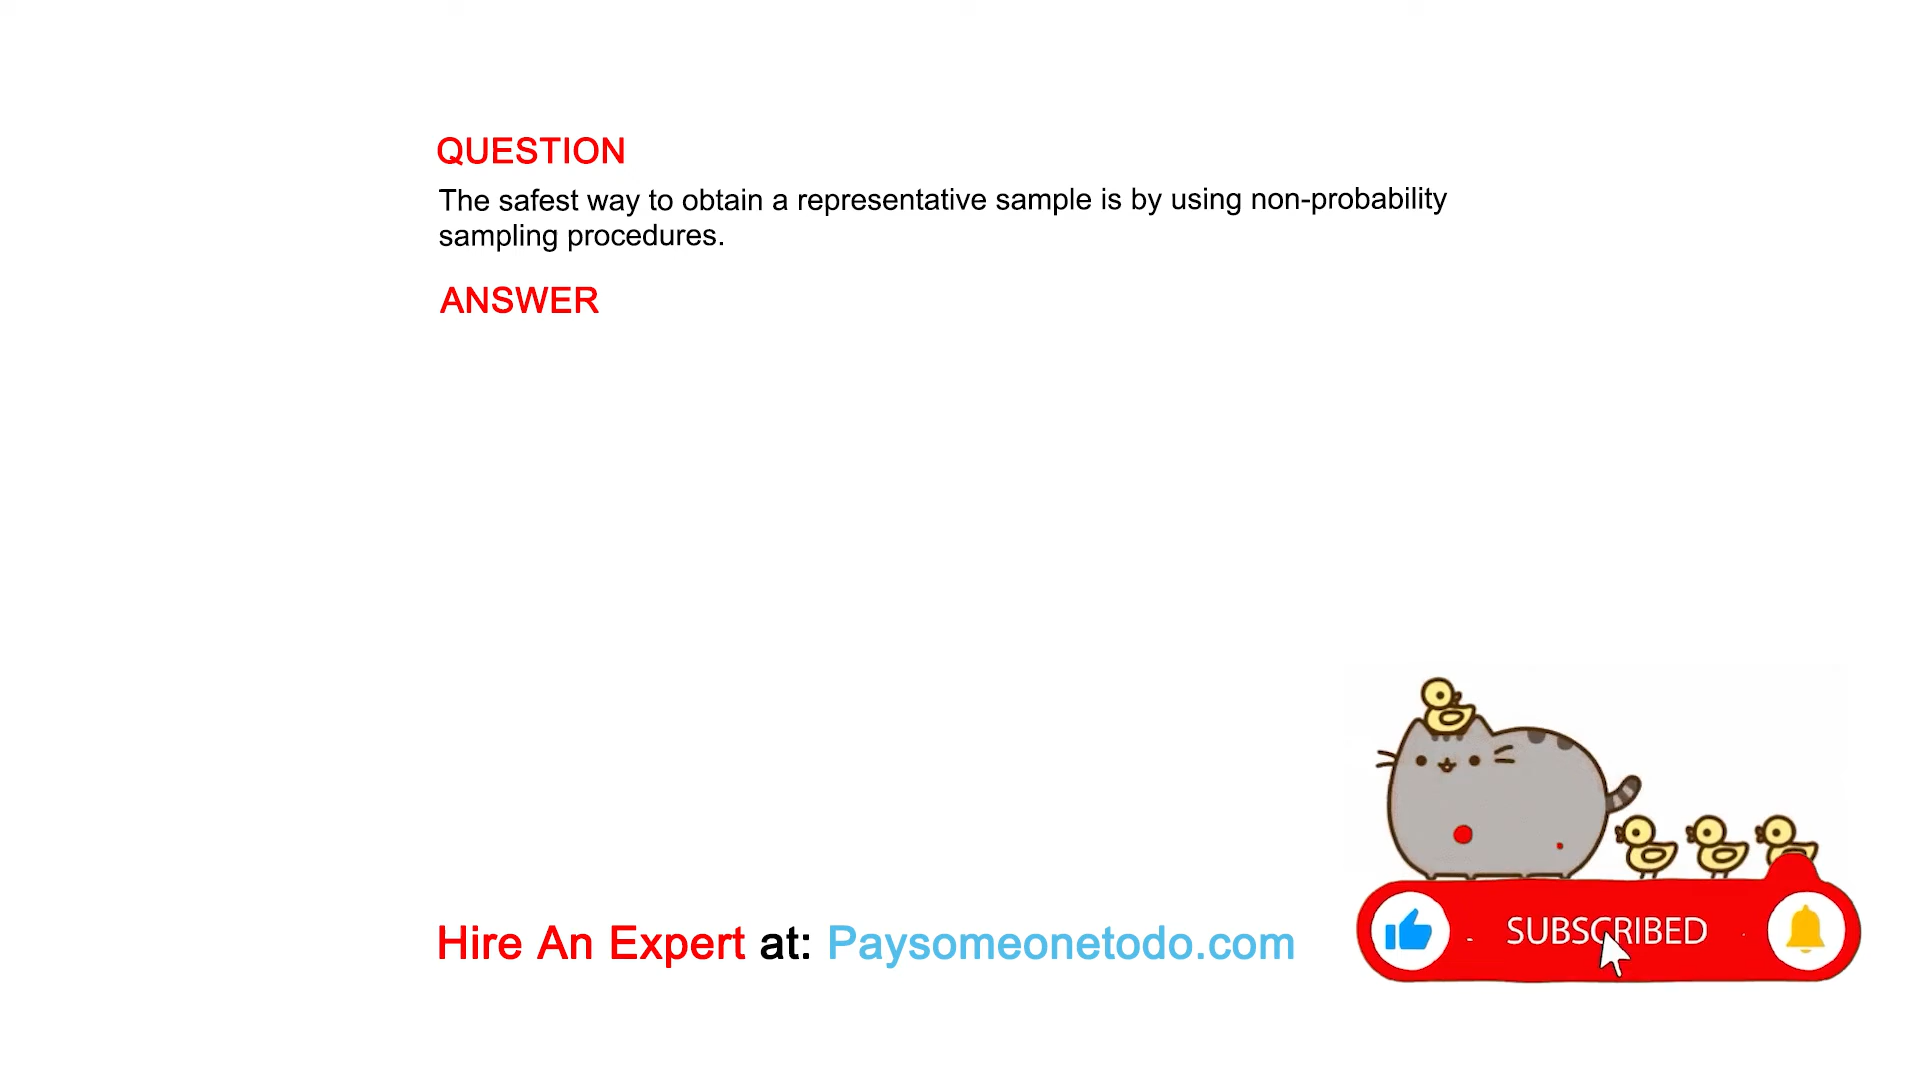 QUESTION
The safest way to obtain a representative sample is by using non-probability
sampling procedures.
ANSWER
Hire An Expert at: Paysomeonetodo.com
SUBSCRIBED